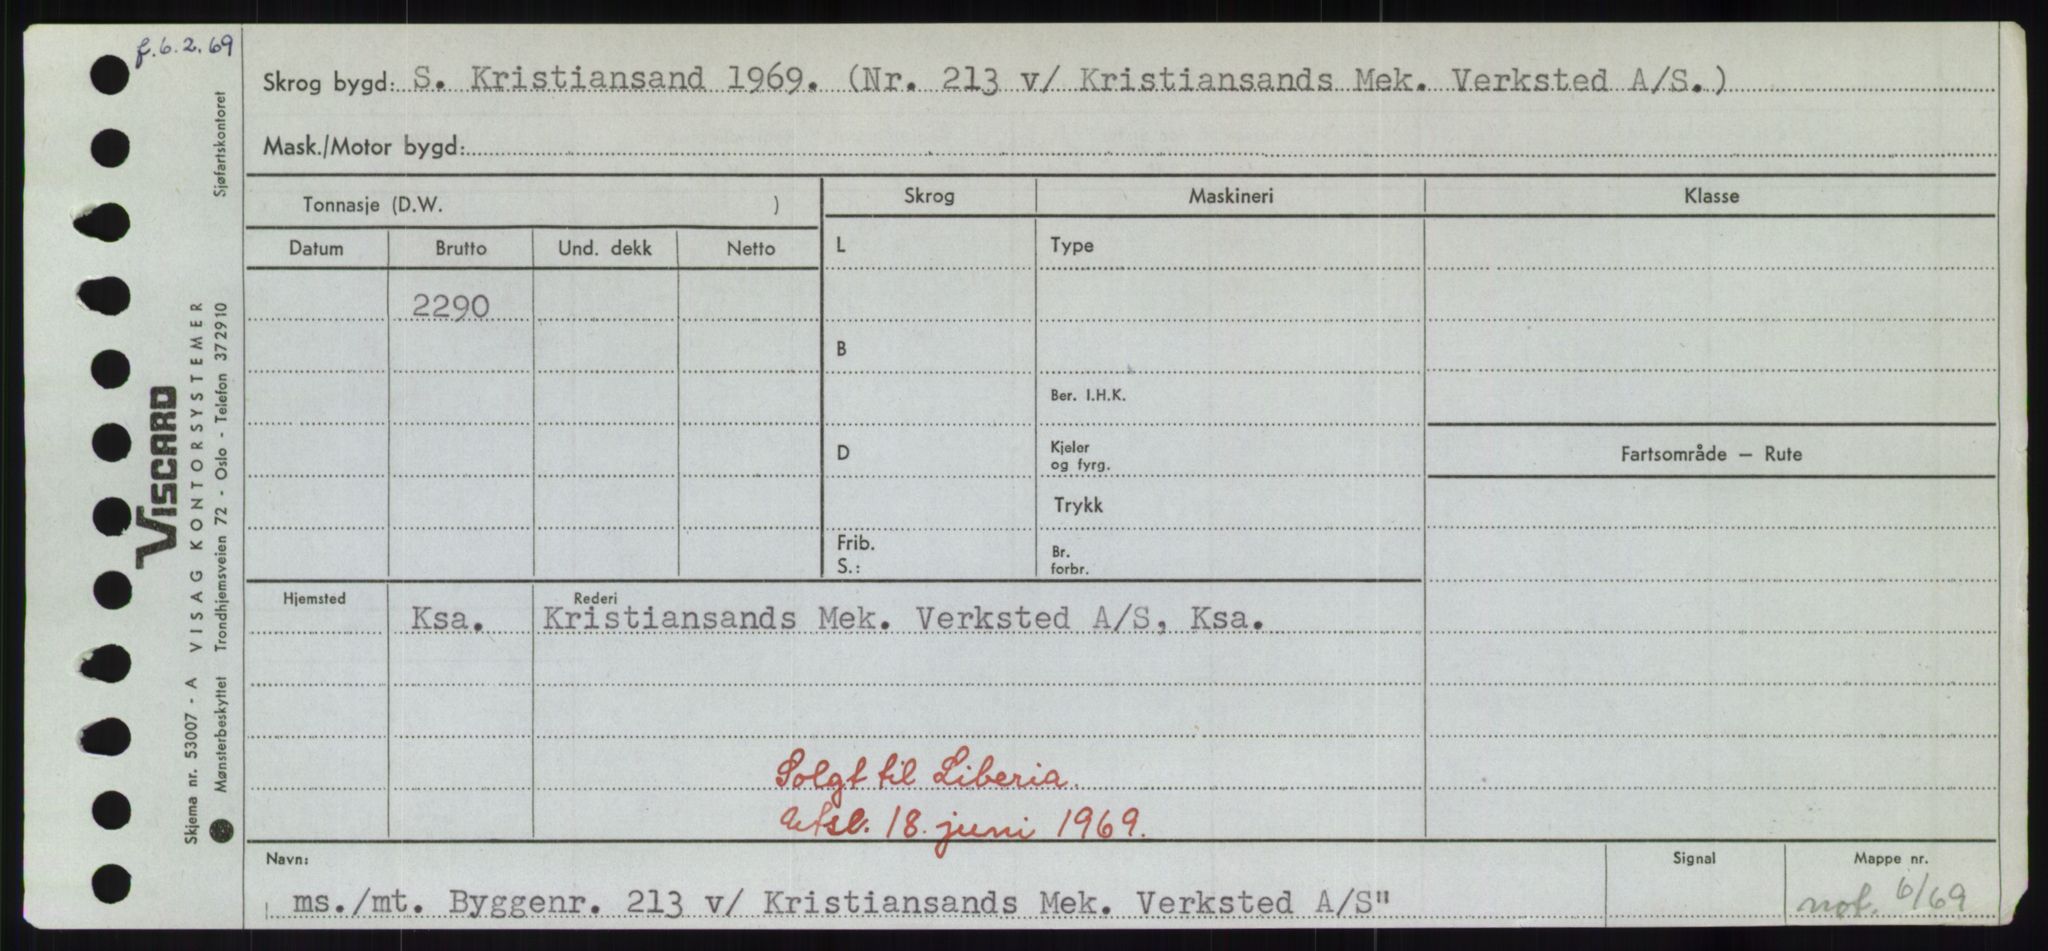 f. 6. 2. 69
Skrog bygd: S. Kristiansand 1969. (Nr. 213 v/ Kristiansands Mek. Verksted A/S.)
Mask./Motor bygd:
Tonnasje (D.W. )
Skrog
Maskineri
Klasse
Datum
Brutto
Und. dekk
Netto
L
Type
2290
B
Ber. I.H.K.
D
Kjeler
og fyrg.
Fartsområde — Rute
Trykk
Frib.
S.:
Br.
forbr.
Hjemsted
Rederi
Ksa.
Kristiansands Mek. Verksted A/S, Ksa.
Solgt til Liberia.
18. juni 1969.
Navn:
Signal
Mappe nr.
ms./mt. Byggenr. 213 v/ Kristiansands Mek. Verksted A/S"
not. 6/69
VISCARD
Skjema nr. 53007 - A VISAG KONTORSYSTEMER
Mønsterbeskyttet Trondhjemsveien 72 - Oslo - Telefon 372910 Sjøfartskontoret